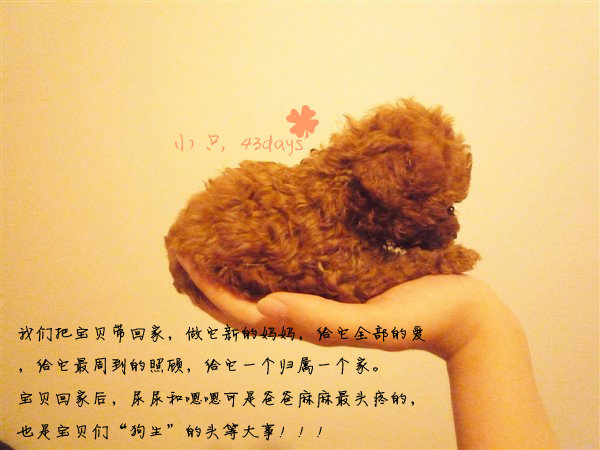 小只,43days
我们把宝贝带回家，做它新的妈妈，给它全部的爱
，给它最周到的照顾，给它一个归属一个家。
宝贝回家后，尿尿和嗯嗯可是爸爸麻麻最头疼的，
也是宝贝们“狗生”的头等大事！！！